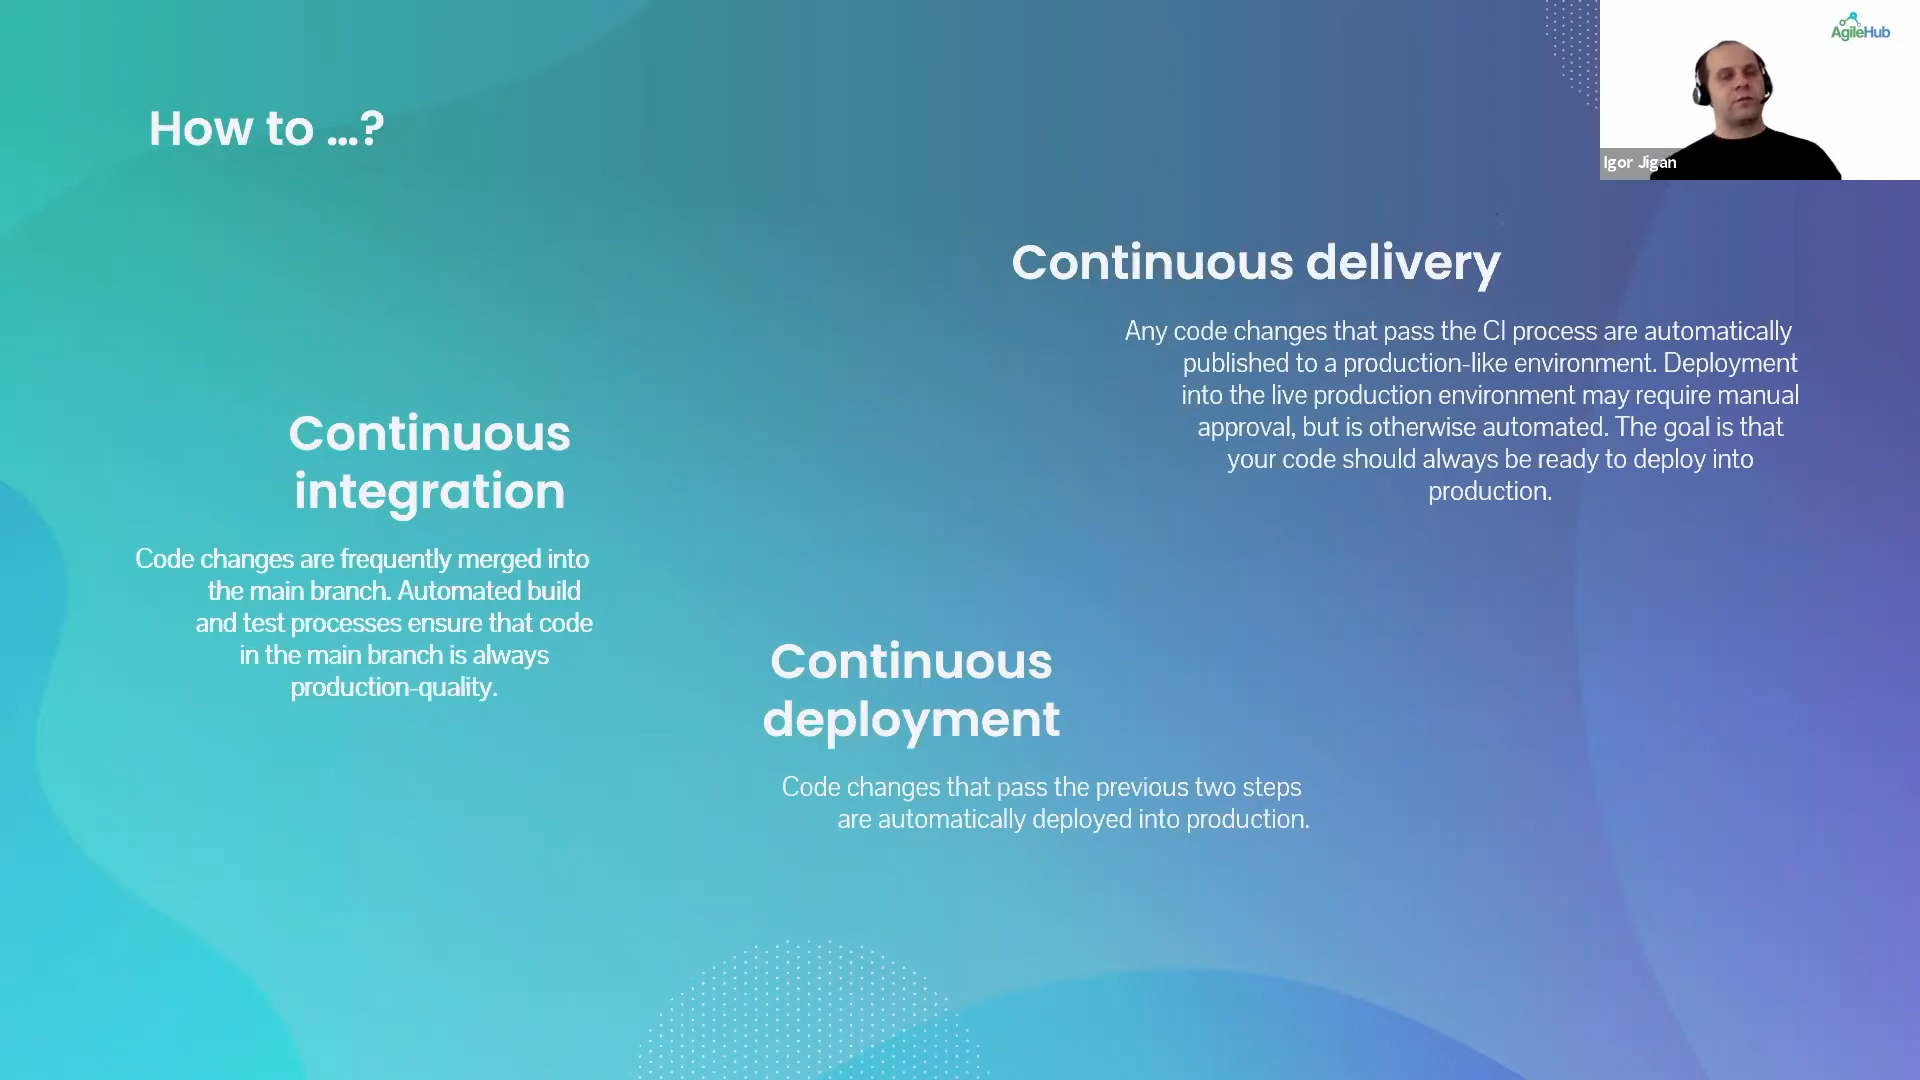 AgileHub
Igor Jigan
How to ...?
Continuous delivery
Any code changes that pass the CI process are automatically
published to a production-like environment. Deployment
into the live production environment may require manual
approval, but is otherwise automated. The goal is that
your code should always be ready to deploy into
production.
Continuous
integration
Code changes are frequently merged into
the main branch. Automated build
and test processes ensure that code
in the main branch is always
production-quality.
Continuous
deployment
Code changes that pass the previous two steps
are automatically deployed into production.